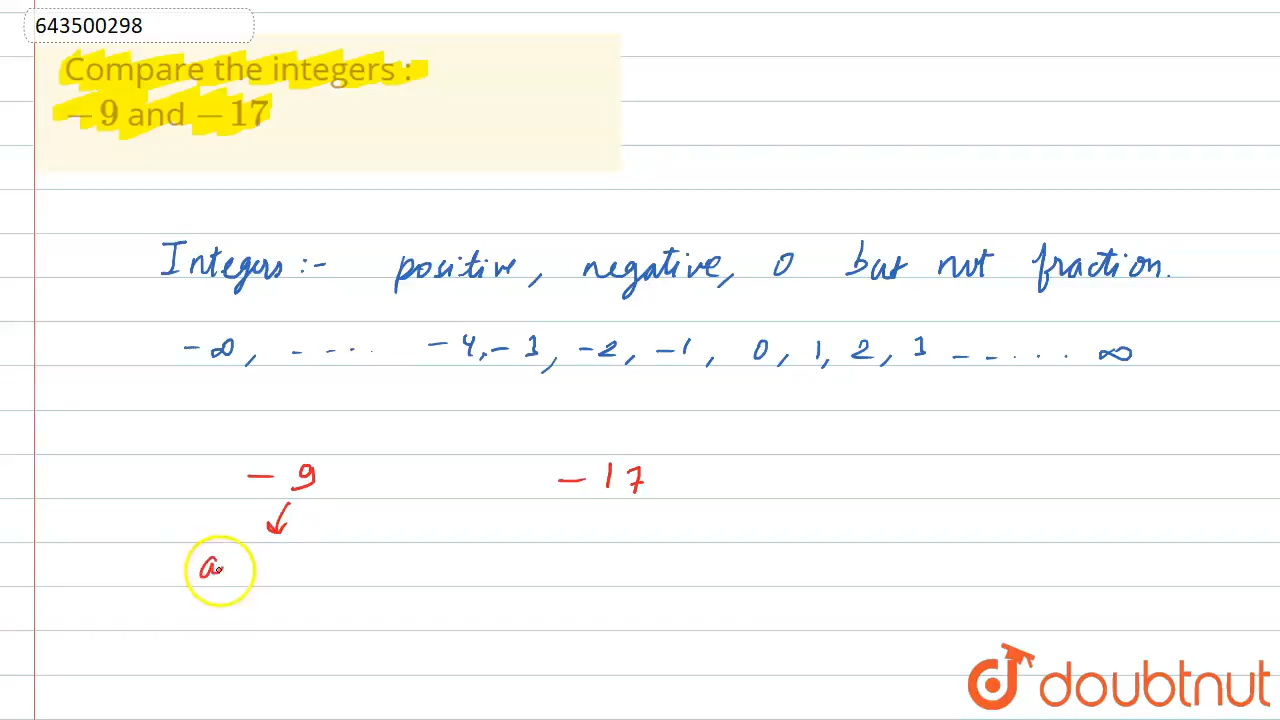 643500298
Compare the integers :
−9 and −17
Integers :- positive, negative, 0 but not fraction.
-∞, ..... -4, -3, -2, -1, 0, 1, 2, 3 ------ ∞
-9 -17
a
doubtnut